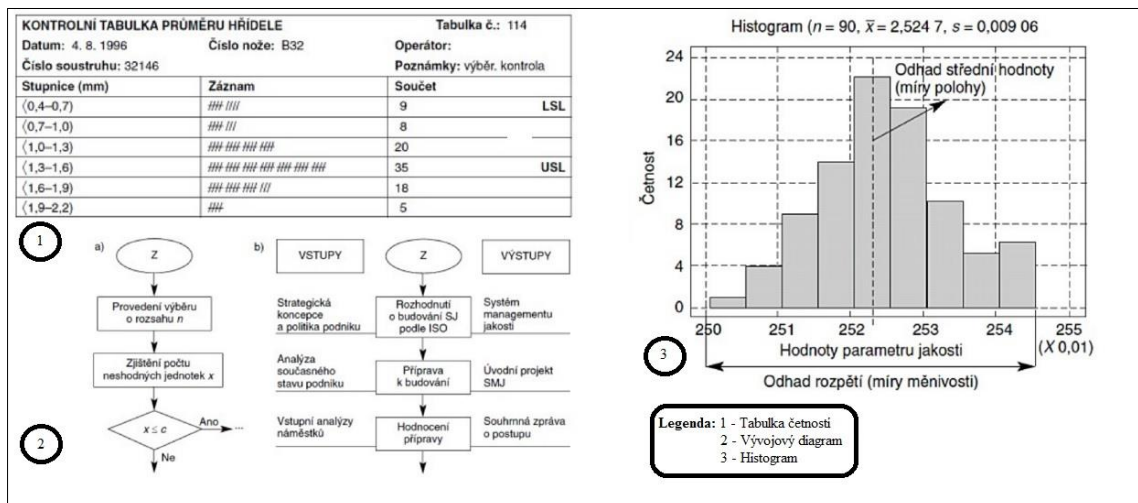 KONTROLNÍ TABULKA PRŮMĚRU HŘÍDELE Tabulka č.: 114
Datum: 4. 8. 1996 Číslo nože: B32 Operátor:
Číslo soustruhu: 32146 Poznámky: výběr. kontrola
Stupnice (mm) Záznam Součet
⟨0,4–0,7) 9 LSL
⟨0,7–1,0) 8
⟨1,0–1,3) 20
⟨1,3–1,6) 35 USL
⟨1,6–1,9) 18
⟨1,9–2,2) 5
1
a)
Z
Provedení výběru
o rozsahu n
Zjištění počtu
neshodných jednotek x
x ≤ c
Ano
...
Ne
2
b)
VSTUPY Z VÝSTUPY
Strategická
koncepce
a politika podniku
Rozhodnutí
o budování SJ
podle ISO
Systém
managementu
jakosti
Analýza
současného
stavu podniku
Příprava
k budování
Úvodní projekt
SMJ
Vstupní analýzy
náměstků
Hodnocení
přípravy
Souhrnná zpráva
o postupu
Histogram (n = 90, x̅ = 2,524 7, s = 0,009 06
Odhad střední hodnoty
(míry polohy)
Četnost
24
20
16
12
8
4
0
250 251 252 253 254 255
(X 0,01)
Hodnoty parametru jakosti
Odhad rozpětí (míry měnivosti)
3
Legenda: 1 - Tabulka četností
2 - Vývojový diagram
3 - Histogram